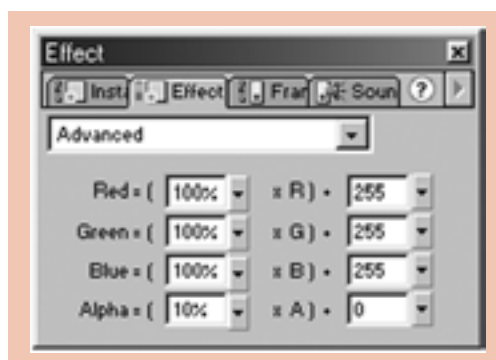 Effect
Inst Effect Fran Soun ?
Advanced
Red = ( 100% x R ) + 255
Green = ( 100% x G ) + 255
Blue = ( 100% x B ) + 255
Alpha = ( 10% x A ) + 0